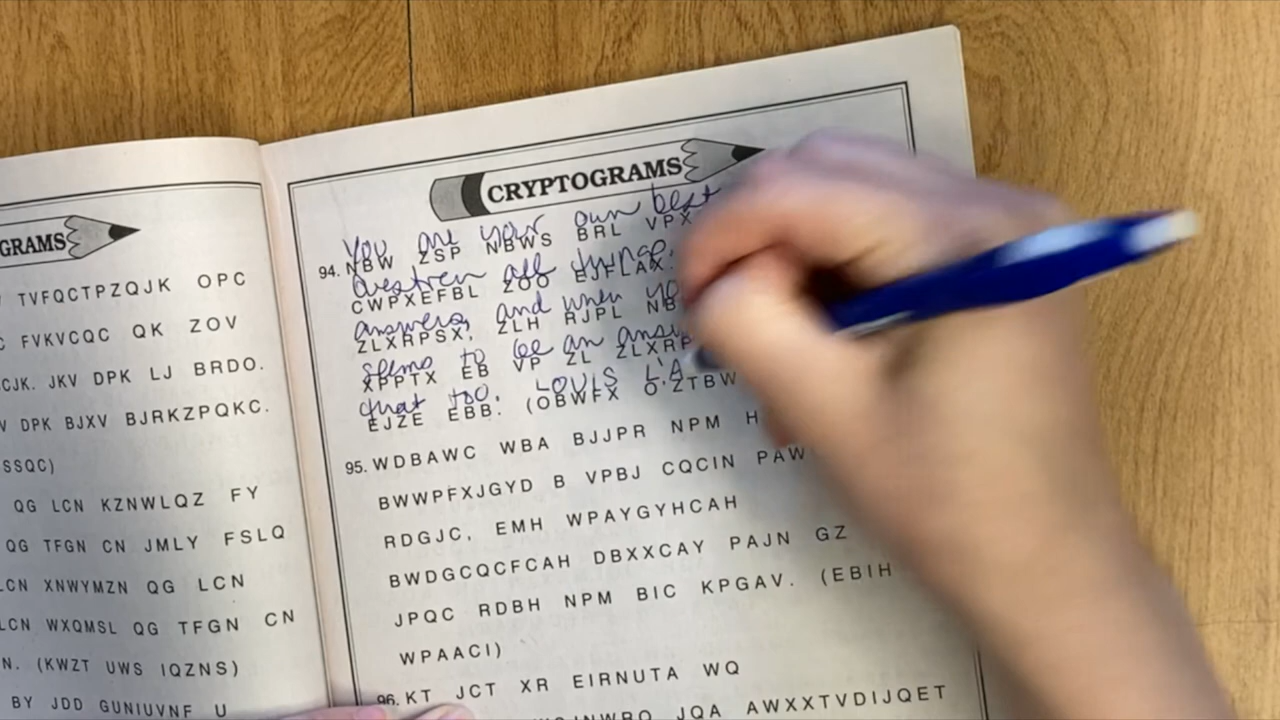 GRAMS
TVFQCTPZQJK OPC
FVKVCQC QK ZOV
CJK. JKV DPK LJ BRDO.
V DPK BJXV BJRKZPQKC.
SSQC)
QG LCN KZNWLQZ FY
QG TFGN CN JMLY FSLQ
LCN XNWYMZN QG LCN
LCN WXQMSL QG TFGN CN
N. (KWZT UWS IQZNS)
BY JDD GUNIUVNF U
CRYPTOGRAMS
You are your own best
94. NBW ZSP NBWS BRL VPX
question all things
CWPXEFBL ZOO EJFLAX.
answers, and when yo
ZLXRPSX, ZLH RJPL NB
seems to be an answ
XPPTX EB VP ZL ZLXRP
that too. LOUIS L'A
EJZE EBB. (OBWFX O'ZTBW
95. WDBAWC WBA BJJPR NPM H
BWWPFXJGYD B VPBJ CQCIN PAW
RDGJC, EMH WPAYGYHCAH
BWDGCQCFCAH DBXXCAY PAJN GZ
JPQC RDBH NPM BIC KPGAV. (EBIH
WPAACI)
96. KT JCT XR EIRNUTA WQ
JQA AWXXTVDIJQET